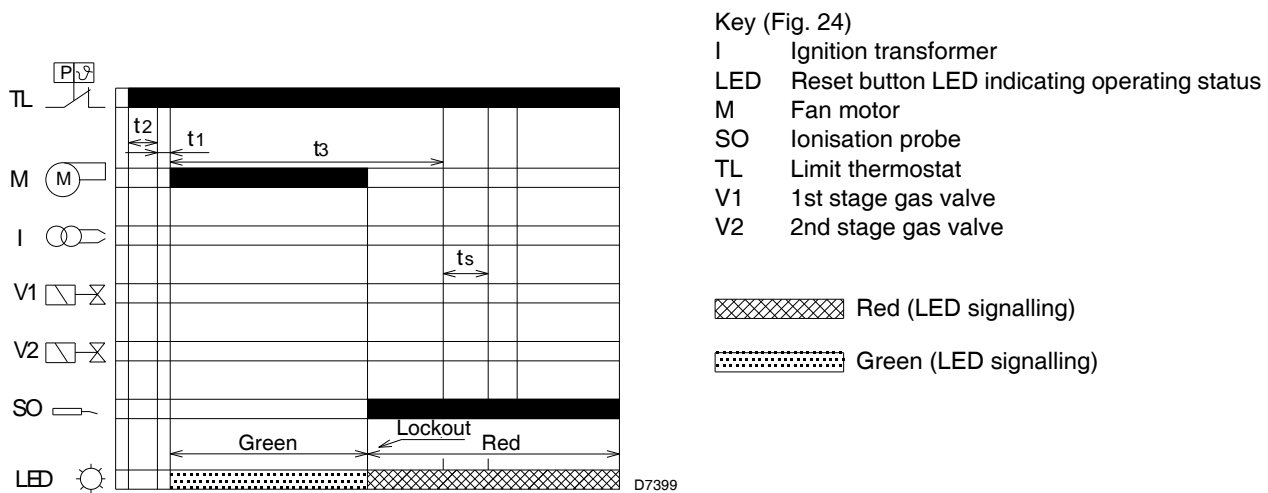 P ϑ
TL
t2
t1
t3
M
M
I
ts
V1
V2
SO
Lockout
Green
Red
LED
D7399
Key (Fig. 24)
I Ignition transformer
LED Reset button LED indicating operating status
M Fan motor
SO Ionisation probe
TL Limit thermostat
V1 1st stage gas valve
V2 2nd stage gas valve
Red (LED signalling)
Green (LED signalling)